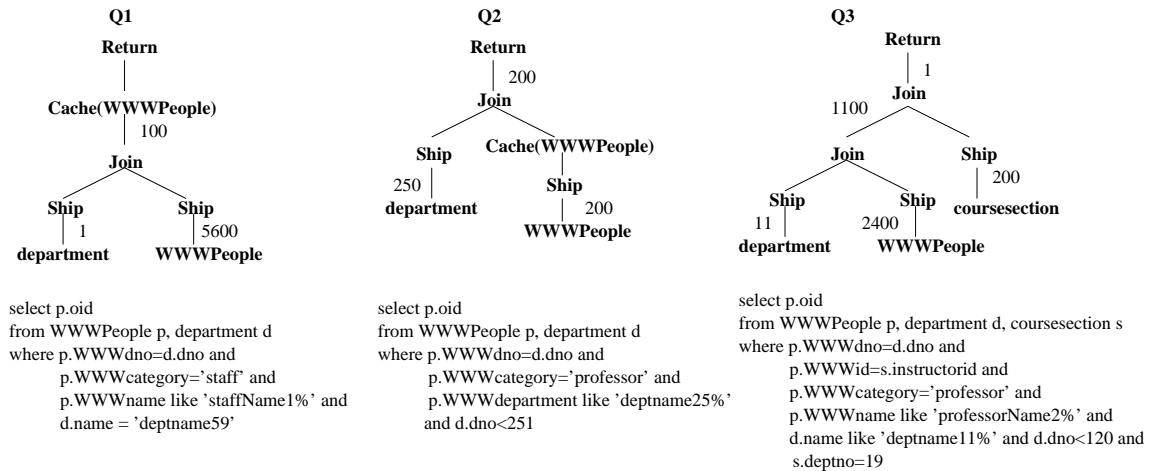 Q1
Return
Cache(WWWPeople)
100
Join
Ship
Ship
1
5600
department
WWWPeople
select p.oid
from WWWPeople p, department d
where p.WWWdno=d.dno and
p.WWWcategory=’staff’ and
p.WWWname like ’staffName1%’ and
d.name = ’deptname59’
Q2
Return
200
Join
Ship
Cache(WWWPeople)
250
Ship
department
200
WWWPeople
select p.oid
from WWWPeople p, department d
where p.WWWdno=d.dno and
p.WWWcategory=’professor’ and
p.WWWdepartment like ’deptname25%’
and d.dno<251
Q3
Return
1
Join
1100
Join
Ship
200
Ship
Ship
coursesection
11
2400
department
WWWPeople
select p.oid
from WWWPeople p, department d, coursesection s
where p.WWWdno=d.dno and
p.WWWid=s.instructorid and
p.WWWcategory=’professor’ and
p.WWWname like ’professorName2%’ and
d.name like ’deptname11%’ and d.dno<120 and
s.deptno=19